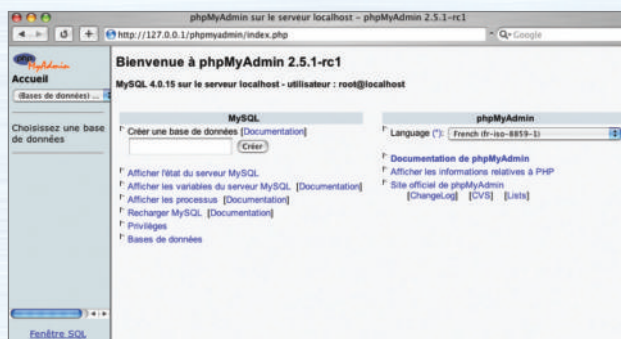 phpMyAdmin sur le serveur localhost – phpMyAdmin 2.5.1-rc1
http://127.0.0.1/phpmyadmin/index.php
Google
php
MyAdmin
Accueil
(Bases de données) ...
Choisissez une base
de données
Fenêtre SQL
Bienvenue à phpMyAdmin 2.5.1-rc1
MySQL 4.0.15 sur le serveur localhost - utilisateur : root@localhost
MySQL
Créer une base de données [Documentation]
Créer
Afficher l'état du serveur MySQL
Afficher les variables du serveur MySQL [Documentation]
Afficher les processus [Documentation]
Recharger MySQL [Documentation]
Privilèges
Bases de données
phpMyAdmin
Language (*): French (fr-iso-8859-1)
Documentation de phpMyAdmin
Afficher les informations relatives à PHP
Site officiel de phpMyAdmin
[ChangeLog] [CVS] [Lists]